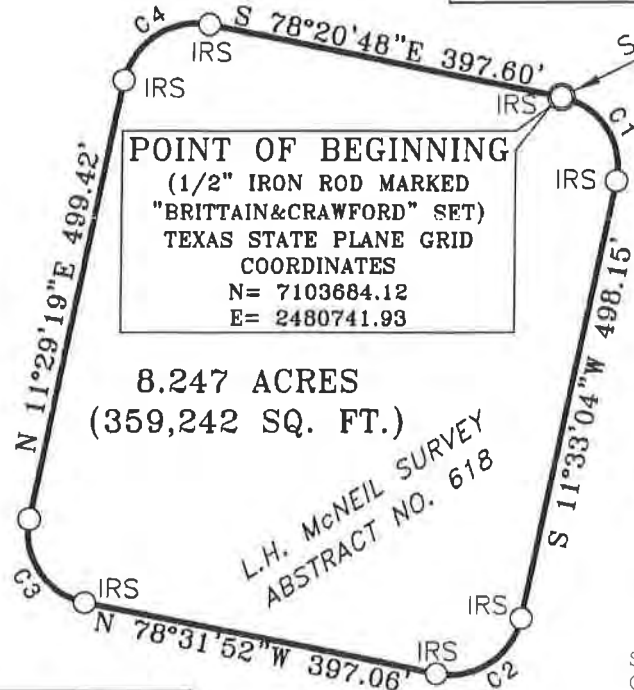 C4
S 78°20'48"E 397.60'
S
IRS
IRS
IRS
C1
IRS
POINT OF BEGINNING
(1/2" IRON ROD MARKED
"BRITTAIN&CRAWFORD" SET)
TEXAS STATE PLANE GRID
COORDINATES
N= 7103684.12
E= 2480741.93
N 11°29'19"E 499.42'
S 11°33'04"W 498.15'
8.247 ACRES
(359,242 SQ. FT.)
L.H. McNEIL SURVEY
ABSTRACT NO. 618
C3
IRS
N 78°31'52"W 397.06'
IRS
IRS
C2
S